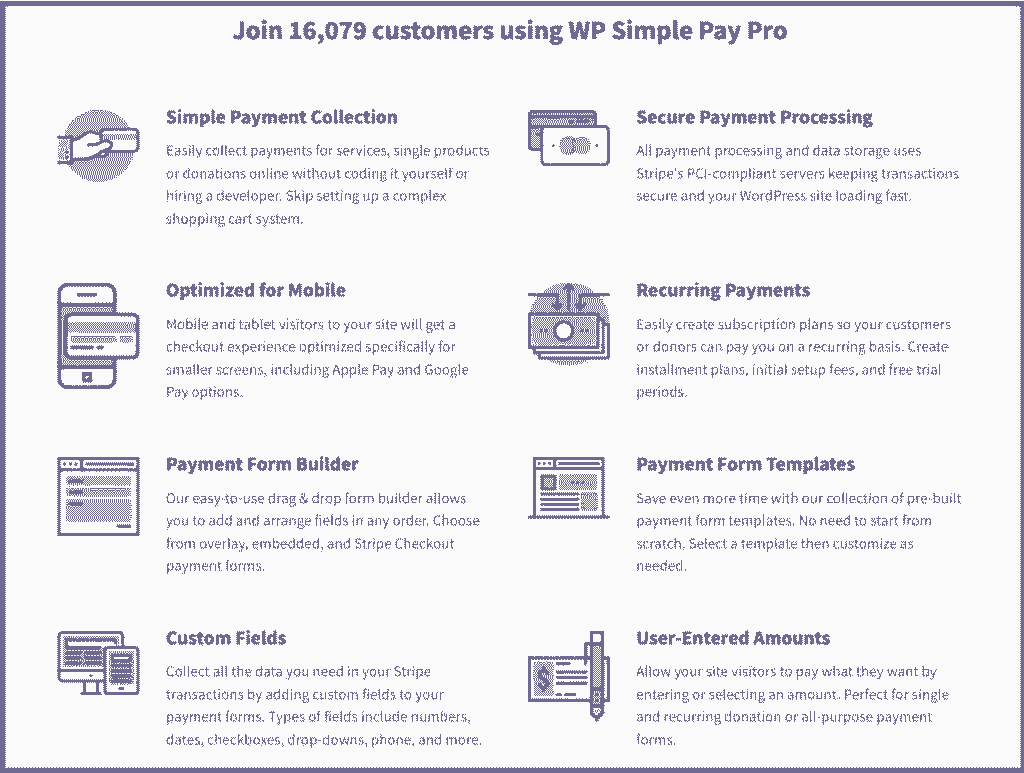 Join 16,079 customers using WP Simple Pay Pro
Simple Payment Collection
Easily collect payments for services, single products
or donations online without coding it yourself or
hiring a developer. Skip setting up a complex
shopping cart system.
Secure Payment Processing
All payment processing and data storage uses
Stripe's PCI-compliant servers keeping transactions
secure and your WordPress site loading fast.
Optimized for Mobile
Mobile and tablet visitors to your site will get a
checkout experience optimized specifically for
smaller screens, including Apple Pay and Google
Pay options.
Recurring Payments
Easily create subscription plans so your customers
or donors can pay you on a recurring basis. Create
installment plans, initial setup fees, and free trial
periods.
Payment Form Builder
Our easy-to-use drag & drop form builder allows
you to add and arrange fields in any order. Choose
from overlay, embedded, and Stripe Checkout
payment forms.
Payment Form Templates
Save even more time with our collection of pre-built
payment form templates. No need to start from
scratch. Select a template then customize as
needed.
Custom Fields
Collect all the data you need in your Stripe
transactions by adding custom fields to your
payment forms. Types of fields include numbers,
dates, checkboxes, drop-downs, phone, and more.
User-Entered Amounts
Allow your site visitors to pay what they want by
entering or selecting an amount. Perfect for single
and recurring donation or all-purpose payment
forms.